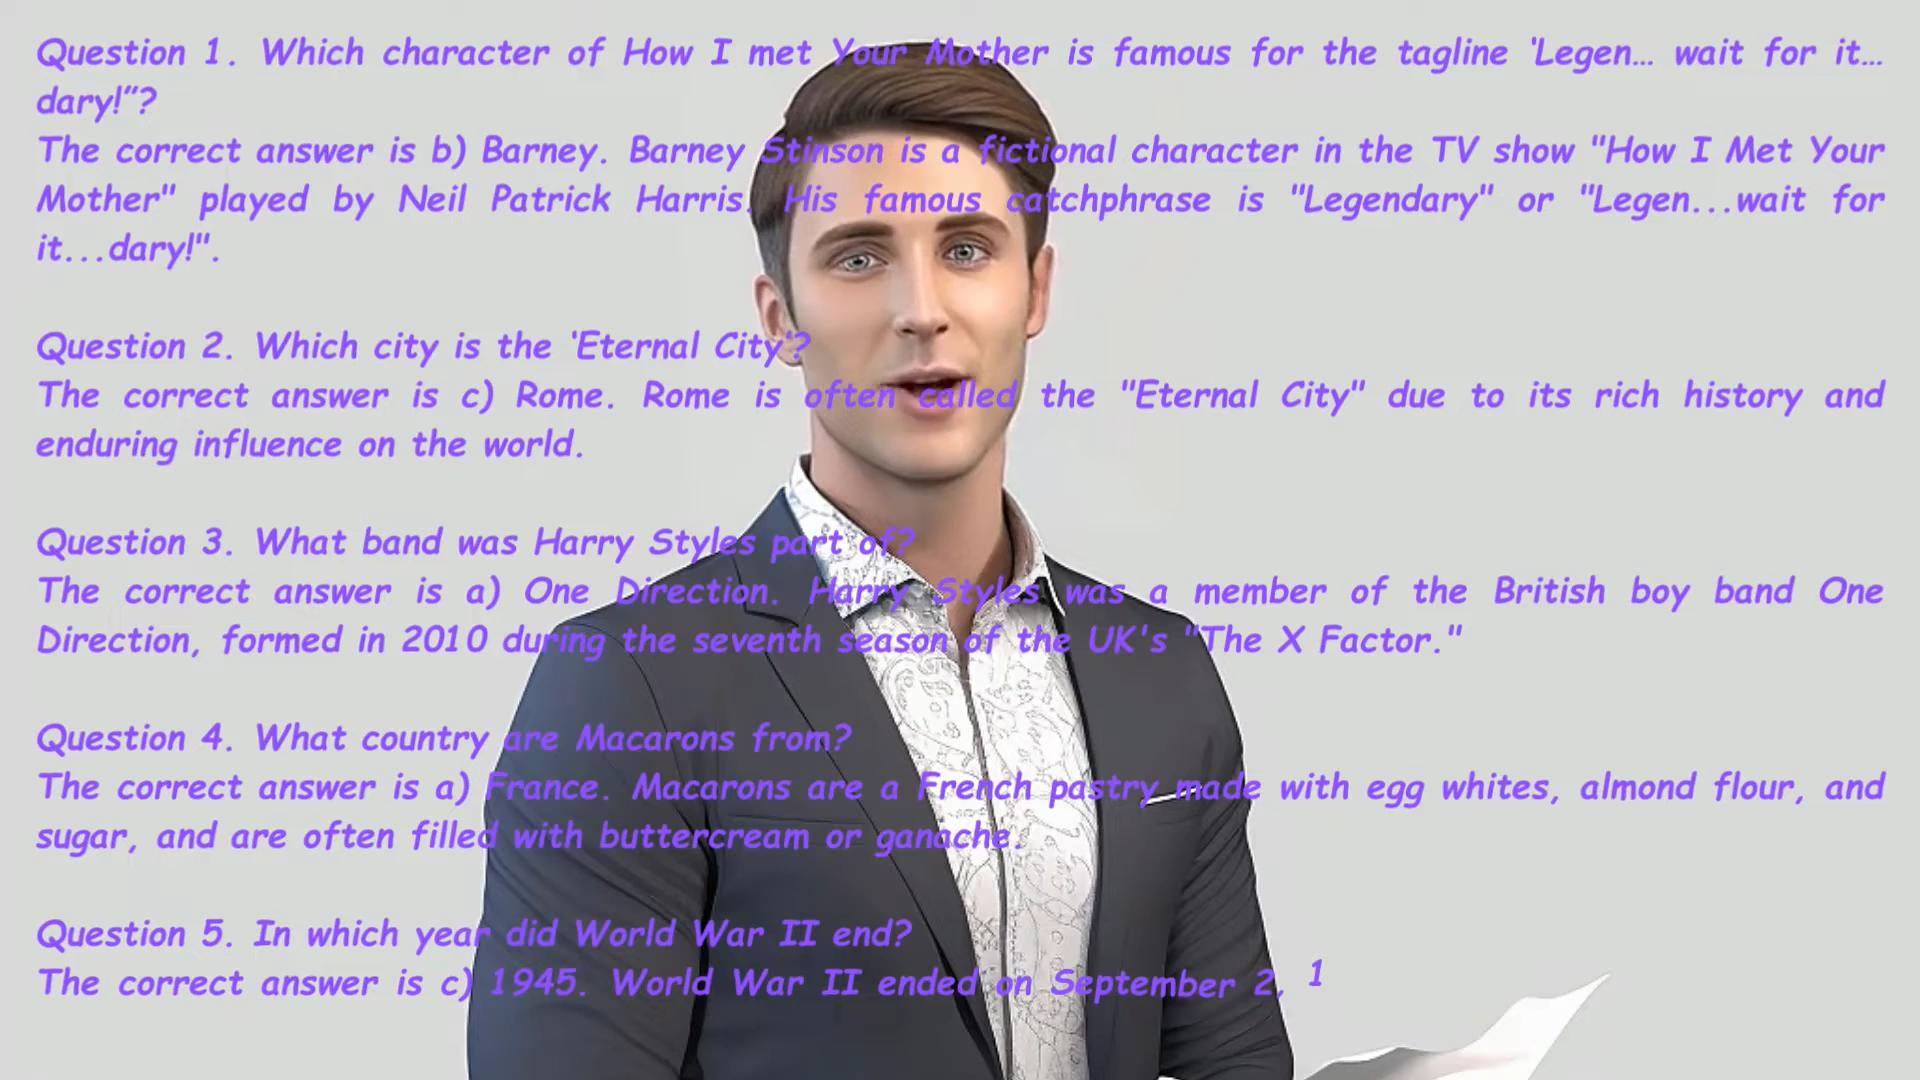 Question 1. Which character of How I met Your Mother is famous for the tagline ‘Legen… wait for it…
dary!”?
The correct answer is b) Barney. Barney Stinson is a fictional character in the TV show "How I Met Your
Mother" played by Neil Patrick Harris. His famous catchphrase is "Legendary" or "Legen...wait for
it...dary!".
Question 2. Which city is the ‘Eternal City’?
The correct answer is c) Rome. Rome is often called the "Eternal City" due to its rich history and
enduring influence on the world.
Question 3. What band was Harry Styles part of?
The correct answer is a) One Direction. Harry Styles was a member of the British boy band One
Direction, formed in 2010 during the seventh season of the UK's "The X Factor."
Question 4. What country are Macarons from?
The correct answer is a) France. Macarons are a French pastry made with egg whites, almond flour, and
sugar, and are often filled with buttercream or ganache.
Question 5. In which year did World War II end?
The correct answer is c) 1945. World War II ended on September 2, 1